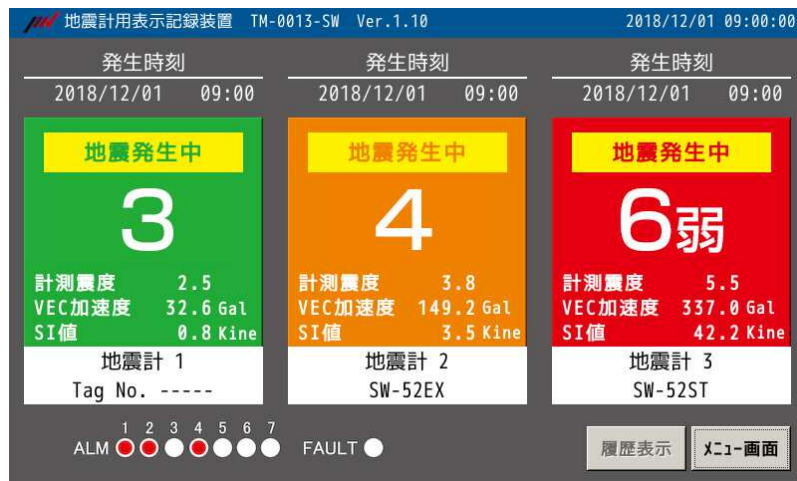 地震計用表示記録装置 TM-0013-SW Ver.1.10 2018/12/01 09:00:00
発生時刻 発生時刻 発生時刻
2018/12/01 09:00 2018/12/01 09:00 2018/12/01 09:00
地震発生中 地震発生中 地震発生中
3 4 6弱
計測震度 2.5 計測震度 3.8 計測震度 5.5
VEC加速度 32.6 Gal VEC加速度 149.2 Gal VEC加速度 337.0 Gal
SI値 0.8 Kine SI値 3.5 Kine SI値 42.2 Kine
地震計 1 地震計 2 地震計 3
Tag No. ----- SW-52EX SW-52ST
1 2 3 4 5 6 7
ALM FAULT 履歴表示 メニュー画面